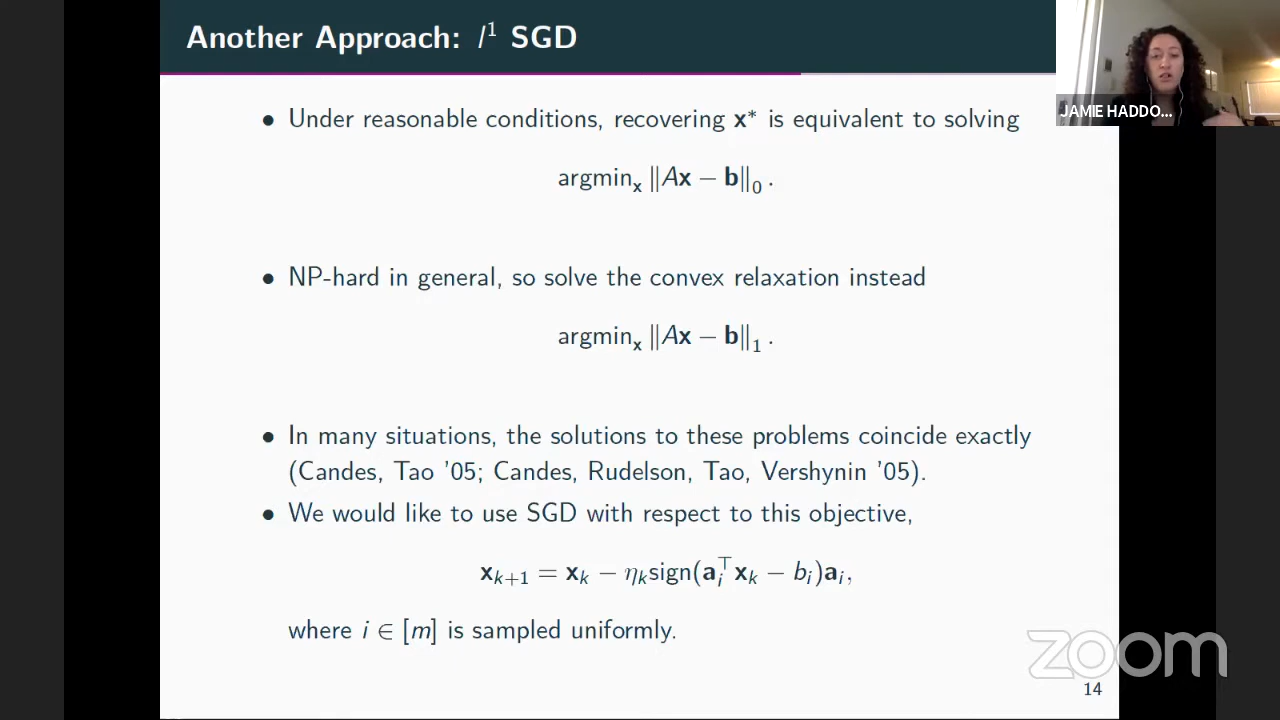 Another Approach: l¹ SGD
JAMIE HADDO...
• Under reasonable conditions, recovering x* is equivalent to solving
argminₓ ‖Ax − b‖₀ .
• NP-hard in general, so solve the convex relaxation instead
argminₓ ‖Ax − b‖₁ .
• In many situations, the solutions to these problems coincide exactly
(Candes, Tao '05; Candes, Rudelson, Tao, Vershynin '05).
• We would like to use SGD with respect to this objective,
xₖ₊₁ = xₖ − ηₖsign(aᵢ⊤xₖ − bᵢ)aᵢ,
where i ∈ [m] is sampled uniformly.
zoom
14